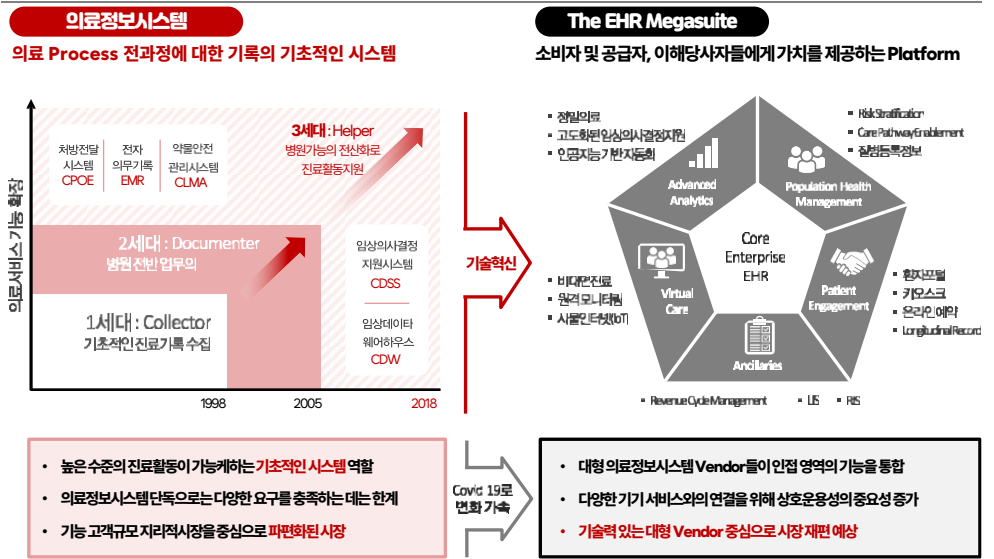 의료정보시스템
의료 Process 전과정에 대한 기록의 기초적인 시스템
의료서비스 기능 확장
처방전달
시스템
CPOE
전자
의무기록
EMR
약물안전
관리시스템
CLMA
3세대 : Helper
병원기능의 전산화로
진료활동지원
2세대 : Documenter
병원 전반 업무의
1세대 : Collector
기초적인 진료기록 수집
임상의사결정
지원시스템
CDSS
임상데이타
웨어하우스
CDW
1998
2005
2018
기술혁신
The EHR Megasuite
소비자 및 공급자, 이해당사자들에게 가치를 제공하는 Platform
▪ 정밀의료
▪ 고도화된 임상의사결정지원
▪ 인공지능 기반 자동화
▪ Risk Stratification
▪ Care Pathway Enablement
▪ 질병등록정보
Advanced
Analytics
Population Health
Management
Core
Enterprise
EHR
Virtual
Care
Patient
Engagement
Ancillaries
▪ 비대면 진료
▪ 원격 모니터링
▪ 사물인터넷(IoT)
▪ 환자포털
▪ 키오스크
▪ 온라인 예약
▪ Longitudinal Record
▪ Revenue Cycle Management ▪ LIS ▪ RIS
• 높은 수준의 진료활동이 가능케하는 기초적인 시스템 역할
• 의료정보시스템 단독으로는 다양한 요구를 충족하는 데는 한계
• 기능 고객규모 지리적시장을 중심으로 파편화된 시장
Covid 19로
변화 가속
• 대형 의료정보시스템 Vendor들이 인접 영역의 기능을 통합
• 다양한 기기 서비스와의 연결을 위해 상호운용성의 중요성 증가
• 기술력 있는 대형 Vendor 중심으로 시장 재편 예상